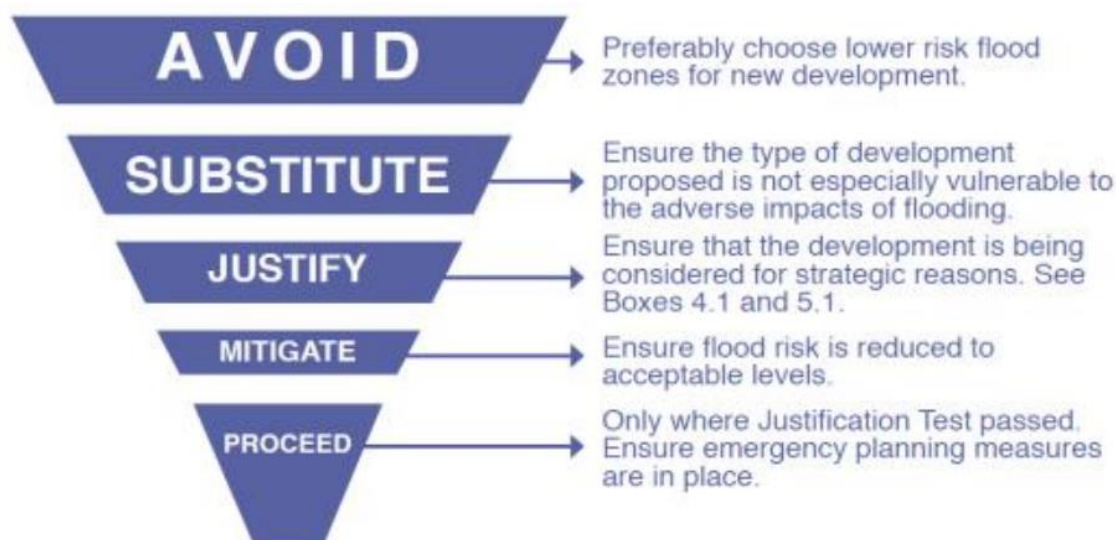 AVOID
Preferably choose lower risk flood
zones for new development.
SUBSTITUTE
Ensure the type of development
proposed is not especially vulnerable to
the adverse impacts of flooding.
JUSTIFY
Ensure that the development is being
considered for strategic reasons. See
Boxes 4.1 and 5.1.
MITIGATE
Ensure flood risk is reduced to
acceptable levels.
PROCEED
Only where Justification Test passed.
Ensure emergency planning measures
are in place.